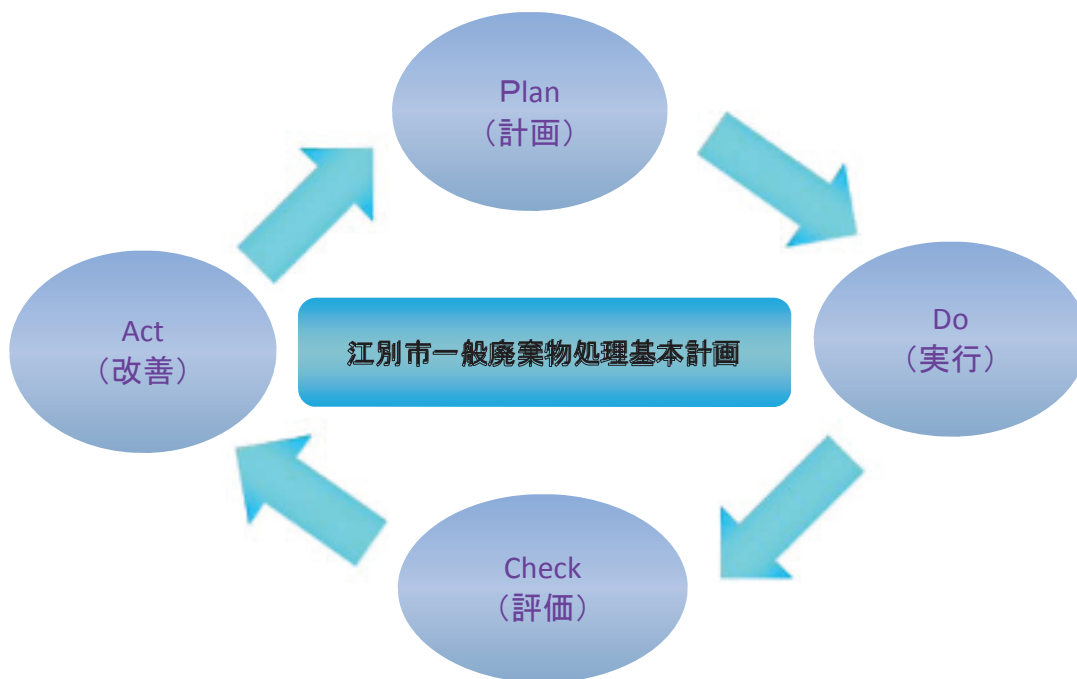 Plan
（計画）
Do
（実行）
江別市一般廃棄物処理基本計画
Act
（改善）
Check
（評価）